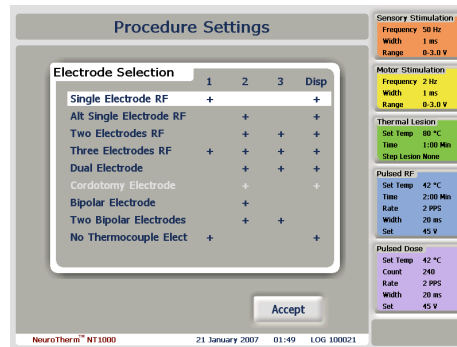 Procedure Settings
Electrode Selection
1 2 3 Disp
Single Electrode RF + +
Alt Single Electrode RF + +
Two Electrodes RF + + +
Three Electrodes RF + + + +
Dual Electrode + + +
Cordotomy Electrode + +
Bipolar Electrode +
Two Bipolar Electrodes + +
No Thermocouple Elect + +
Accept
NeuroTherm™ NT1000 21 January 2007 01:49 LOG 100021
Sensory Stimulation
Frequency 50 Hz
Width 1 ms
Range 0-3.0 V
Motor Stimulation
Frequency 2 Hz
Width 1 ms
Range 0-3.0 V
Thermal Lesion
Set Temp 80 °C
Time 1:00 Min
Step Lesion None
Pulsed RF
Set Temp 42 °C
Time 2:00 Min
Rate 2 PPS
Width 20 ms
Set 45 V
Pulsed Dose
Set Temp 42 °C
Count 240
Rate 2 PPS
Width 20 ms
Set 45 V